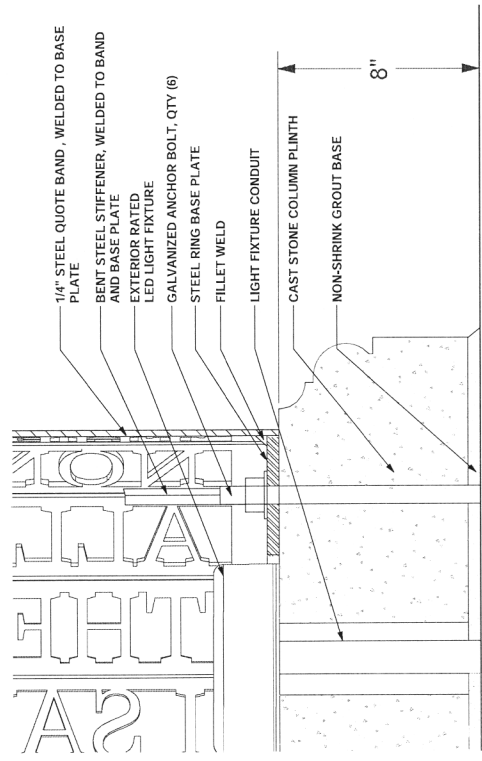 1/4" STEEL QUOTE BAND , WELDED TO BASE
PLATE
BENT STEEL STIFFENER, WELDED TO BAND
AND BASE PLATE
EXTERIOR RATED
LED LIGHT FIXTURE
GALVANIZED ANCHOR BOLT, QTY (6)
STEEL RING BASE PLATE
FILLET WELD
LIGHT FIXTURE CONDUIT
CAST STONE COLUMN PLINTH
NON-SHRINK GROUT BASE
8"